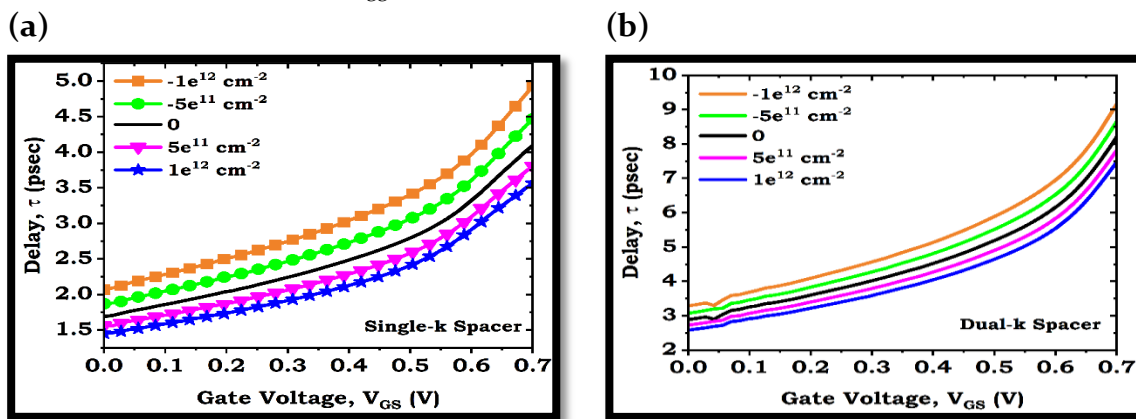 gg
(a)
(b)
-1e¹² cm⁻²
-5e¹¹ cm⁻²
0
5e¹¹ cm⁻²
1e¹² cm⁻²
Single-k Spacer
5.0
4.5
4.0
3.5
3.0
2.5
2.0
1.5
Delay, τ (psec)
0.0 0.1 0.2 0.3 0.4 0.5 0.6 0.7
Gate Voltage, V_GS (V)
-1e¹² cm⁻²
-5e¹¹ cm⁻²
0
5e¹¹ cm⁻²
1e¹² cm⁻²
Dual-k Spacer
10
9
8
7
6
5
4
3
2
Delay, τ (psec)
0.0 0.1 0.2 0.3 0.4 0.5 0.6 0.7
Gate Voltage, V_GS (V)